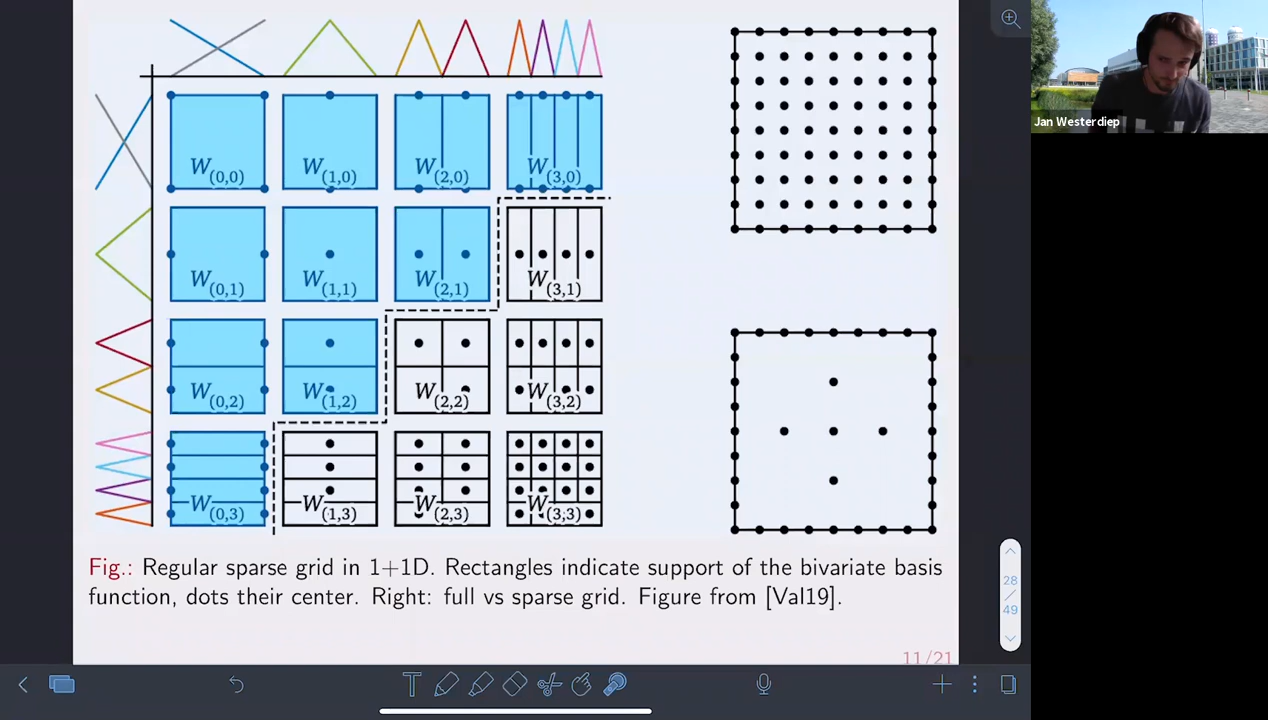 Jan Westerdiep
W(0,0) W(1,0) W(2,0) W(3,0)
W(0,1) W(1,1) W(2,1) W(3,1)
W(0,2) W(1,2) W(2,2) W(3,2)
W(0,3) W(1,3) W(2,3) W(3,3)
Fig.: Regular sparse grid in 1+1D. Rectangles indicate support of the bivariate basis
function, dots their center. Right: full vs sparse grid. Figure from [Val19].
28
/
49
11/21
T